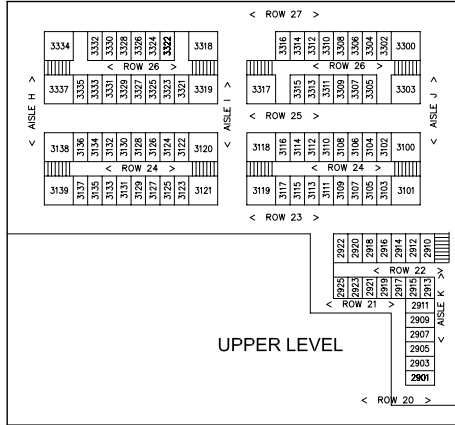 < ROW 27 >
3334 3332 3330 3328 3326 3324 3322 3318
3316 3314 3312 3310 3308 3306 3304 3302 3300
< ROW 26 >
< ROW 26 >
3337 3335 3333 3331 3329 3327 3325 3323 3321 3319
3317 3315 3313 3311 3309 3307 3305 3303
< AISLE H >
< AISLE I >
< AISLE J >
< ROW 25 >
3138 3136 3134 3132 3130 3128 3126 3124 3122 3120
3118 3116 3114 3112 3110 3108 3106 3104 3102 3100
< ROW 24 >
< ROW 24 >
3139 3137 3135 3133 3131 3129 3127 3125 3123 3121
3119 3117 3115 3113 3111 3109 3107 3105 3103 3101
< ROW 23 >
2922 2920 2918 2916 2914 2912 2910
< ROW 22 >
2925 2923 2921 2919 2917 2915 2913
< ROW 21 >
2911
2909
2907
2905
2903
2901
< AISLE K >
UPPER LEVEL
< ROW 20 >